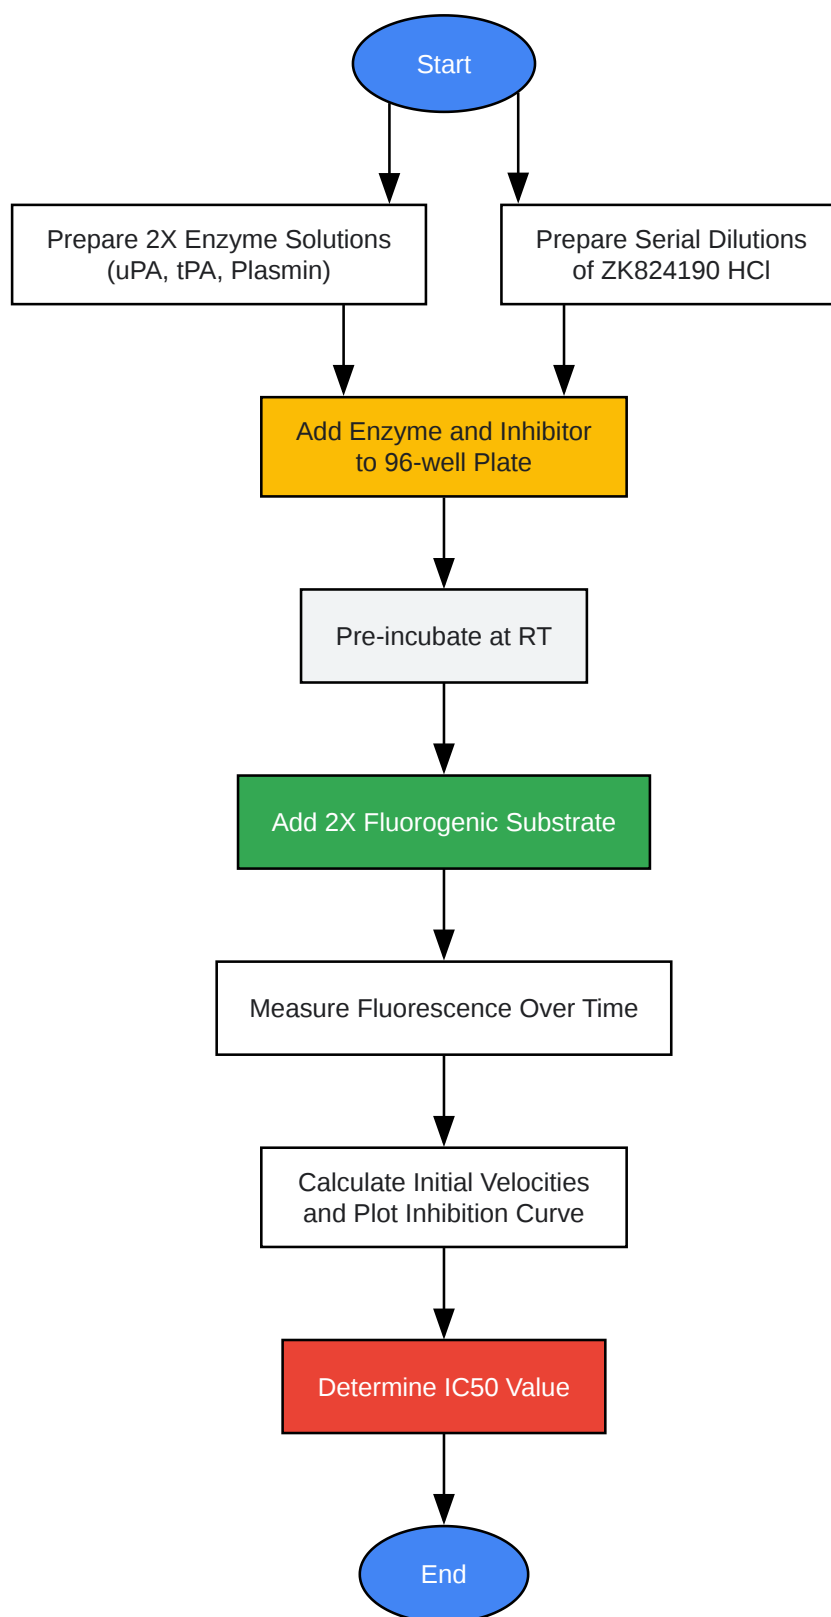 Start
Prepare 2X Enzyme Solutions
(uPA, tPA, Plasmin)
Prepare Serial Dilutions
of ZK824190 HCl
Add Enzyme and Inhibitor
to 96-well Plate
Pre-incubate at RT
Add 2X Fluorogenic Substrate
Measure Fluorescence Over Time
Calculate Initial Velocities
and Plot Inhibition Curve
Determine IC50 Value
End